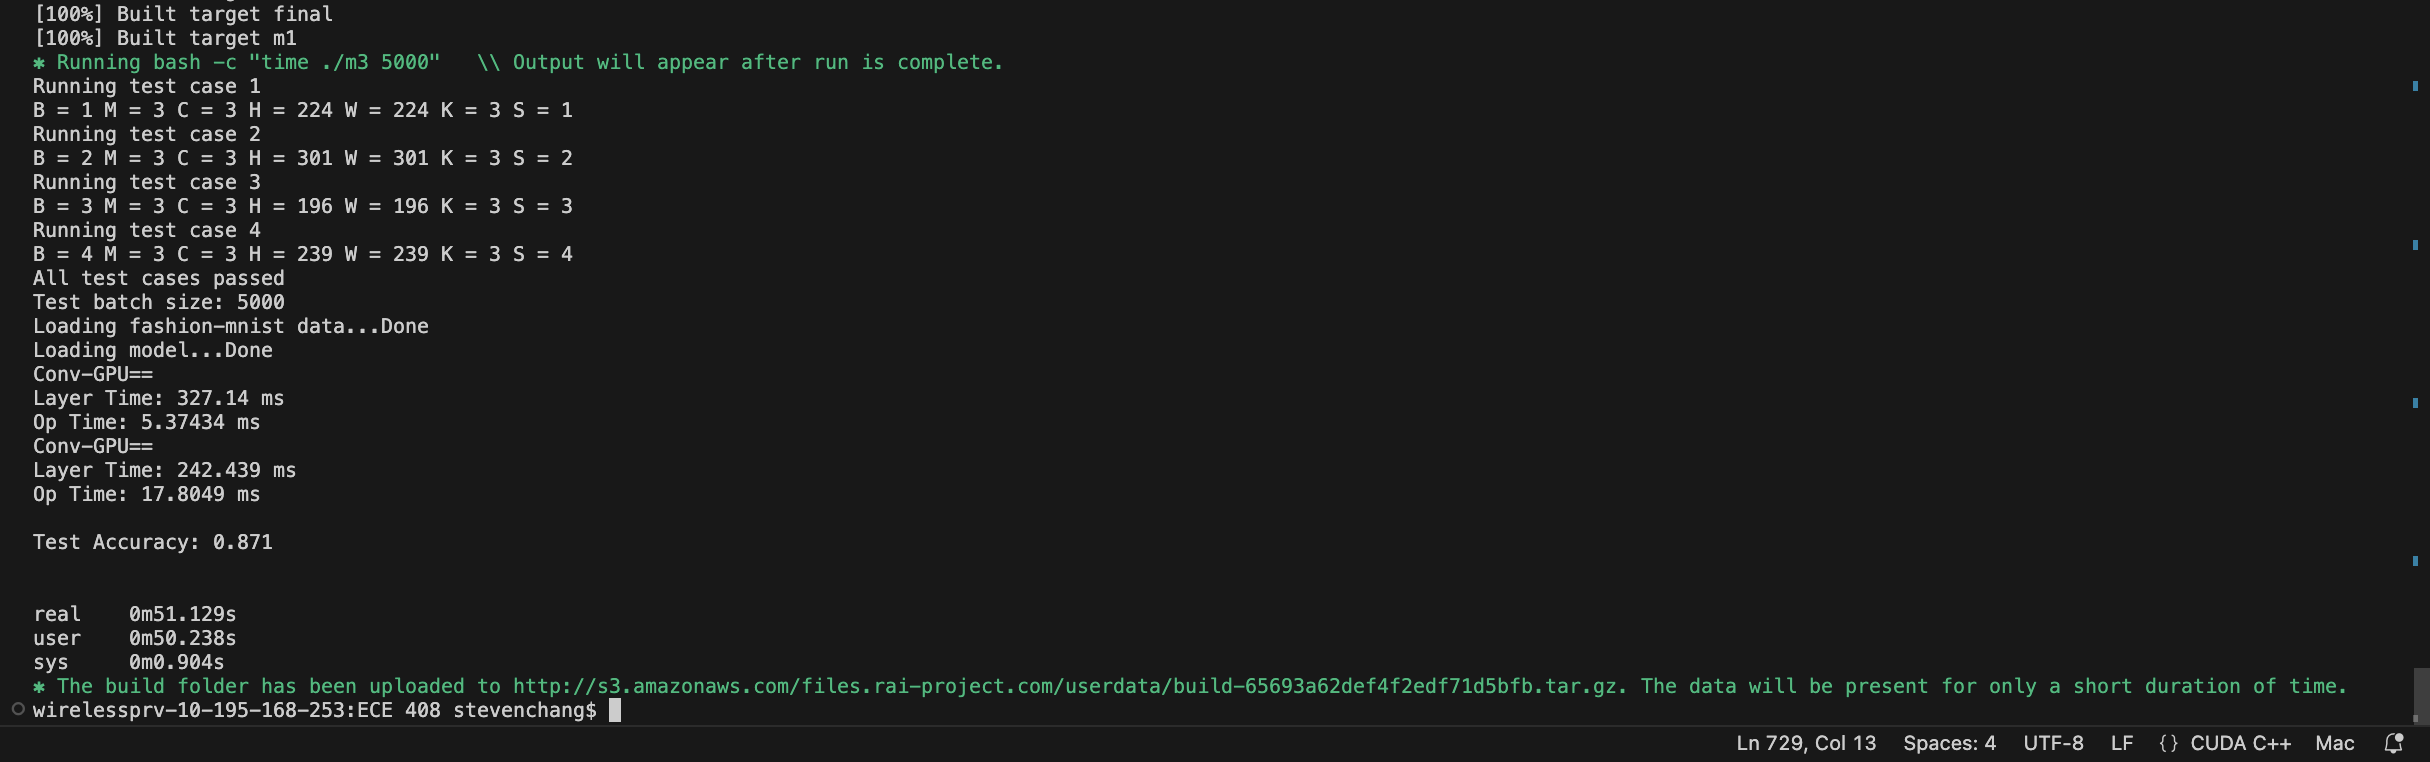 [100%] Built target final
[100%] Built target m1
✱ Running bash -c "time ./m3 5000"   \\ Output will appear after run is complete.
Running test case 1
B = 1 M = 3 C = 3 H = 224 W = 224 K = 3 S = 1
Running test case 2
B = 2 M = 3 C = 3 H = 301 W = 301 K = 3 S = 2
Running test case 3
B = 3 M = 3 C = 3 H = 196 W = 196 K = 3 S = 3
Running test case 4
B = 4 M = 3 C = 3 H = 239 W = 239 K = 3 S = 4
All test cases passed
Test batch size: 5000
Loading fashion-mnist data...Done
Loading model...Done
Conv-GPU==
Layer Time: 327.14 ms
Op Time: 5.37434 ms
Conv-GPU==
Layer Time: 242.439 ms
Op Time: 17.8049 ms
Test Accuracy: 0.871
real    0m51.129s
user    0m50.238s
sys     0m0.904s
✱ The build folder has been uploaded to http://s3.amazonaws.com/files.rai-project.com/userdata/build-65693a62def4f2edf71d5bfb.tar.gz. The data will be present for only a short duration of time.
wirelessprv-10-195-168-253:ECE 408 stevenchang$
Ln 729, Col 13   Spaces: 4   UTF-8   LF   {} CUDA C++   Mac